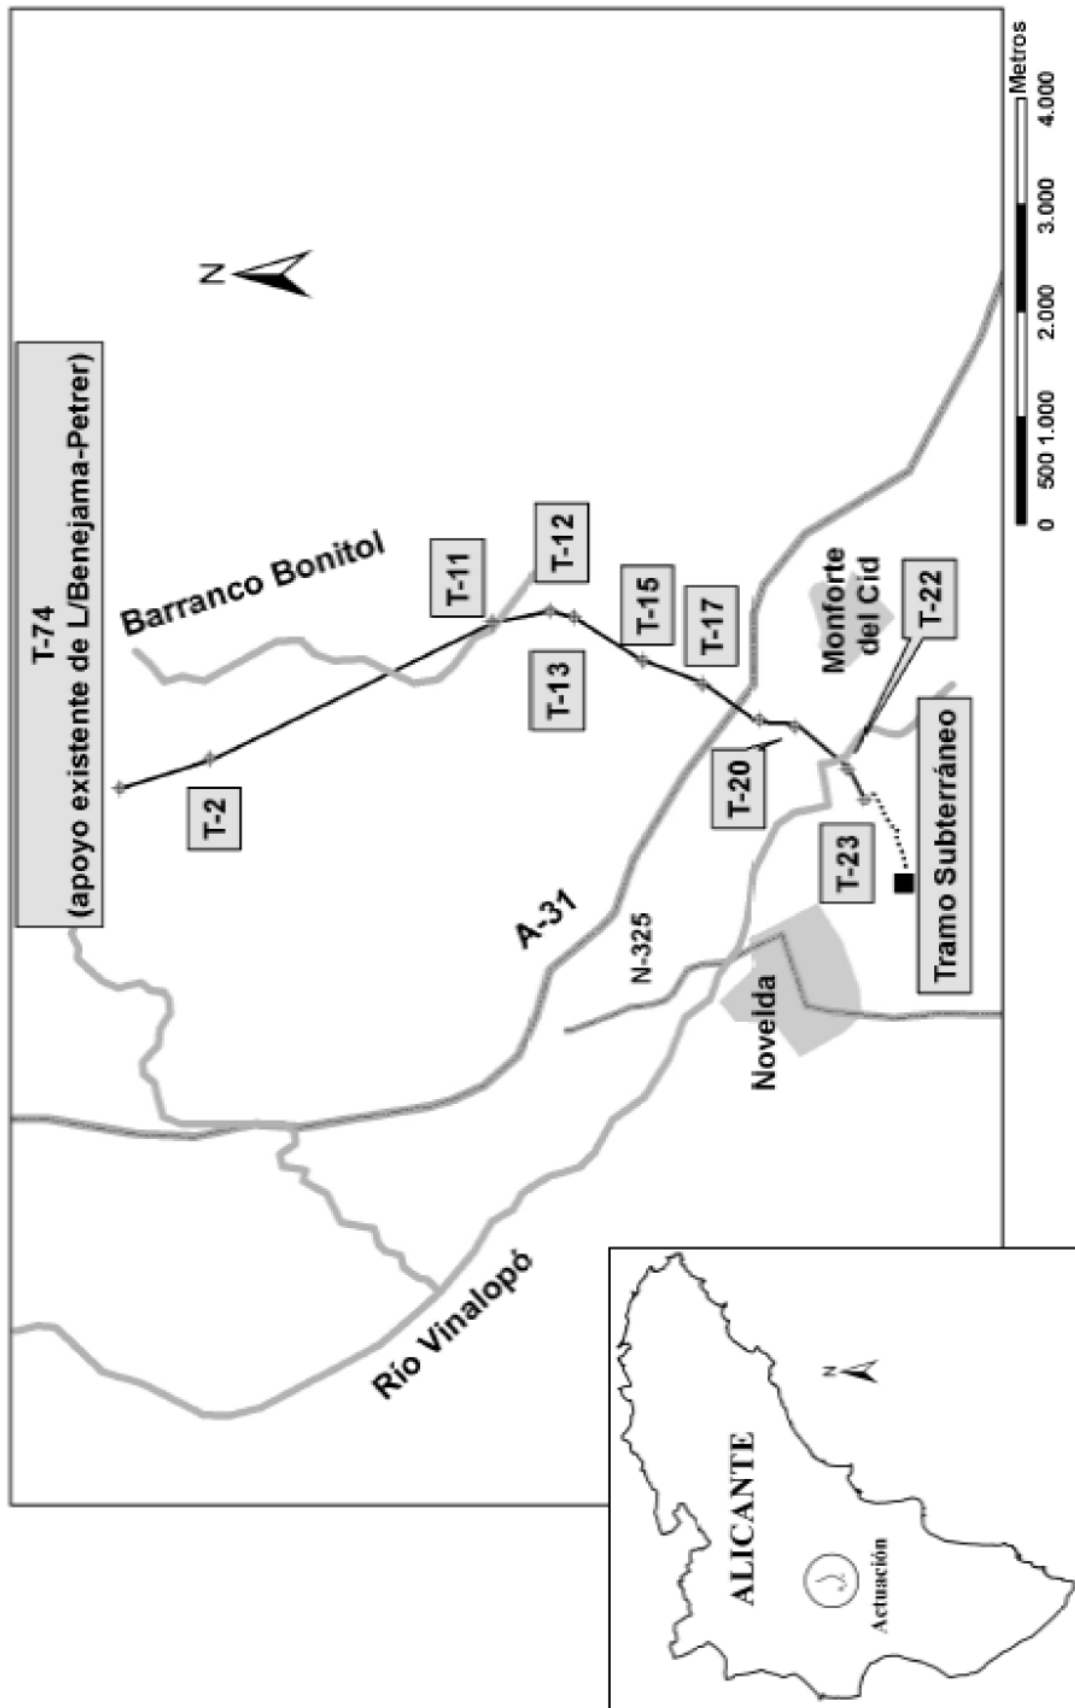 T-74
(apoyo existente de L/Benejama-Petrer)
N
Barranco Bonitol
T-2
T-11
T-12
T-13
T-15
T-17
A-31
N-325
T-20
Novelda
Monforte
del Cid
T-22
T-23
Tramo Subterráneo
Río Vinalopó
0 500 1.000 2.000 3.000 4.000
Metros
ALICANTE
N
Actuación